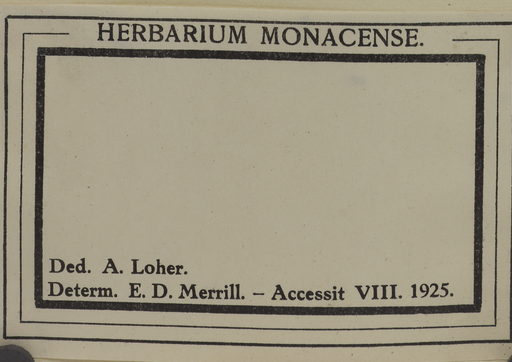 HERBARIUM MONACENSE.
Ded. A. Loher.
Determ. E. D. Merrill. – Accessit VIII. 1925.